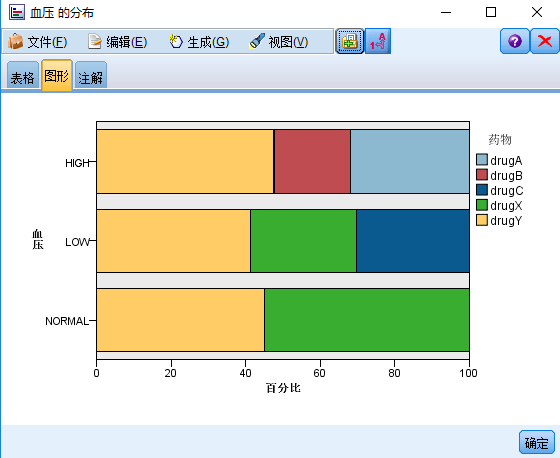 血压 的分布
文件(F) 编辑(E) 生成(G) 视图(V)
表格 图形 注解
药物
drugA
drugB
drugC
drugX
drugY
血压
HIGH
LOW
NORMAL
0 20 40 60 80 100
百分比
确定